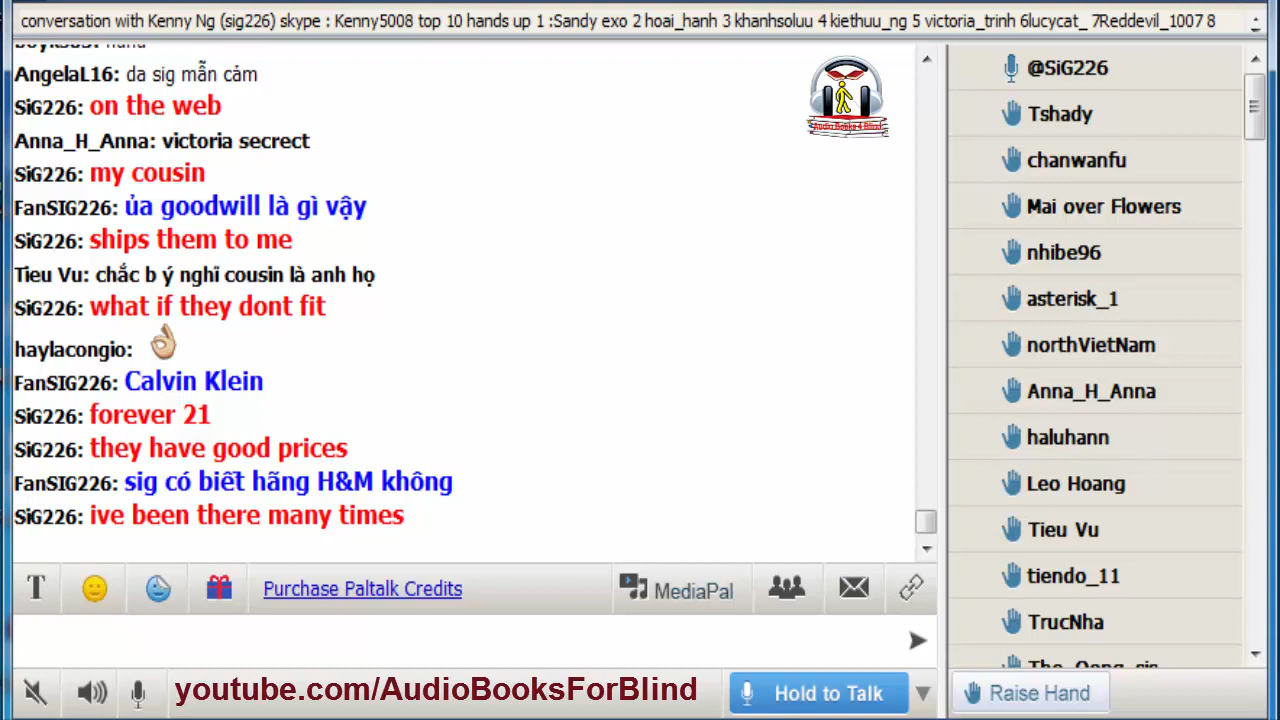 conversation with Kenny Ng (sig226) skype : Kenny5008 top 10 hands up 1 :Sandy exo 2 hoai_hanh 3 khanhsoluu 4 kiethuu_ng 5 victoria_trinh 6lucycat_ 7Reddevil_1007 8
AngelaL16: da sig mẫn cảm
SiG226: on the web
Anna_H_Anna: victoria secrect
SiG226: my cousin
FanSIG226: ủa goodwill là gì vậy
SiG226: ships them to me
Tieu Vu: chắc b ý nghĩ cousin là anh họ
SiG226: what if they dont fit
haylacongio:
FanSIG226: Calvin Klein
SiG226: forever 21
SiG226: they have good prices
FanSIG226: sig có biết hãng H&M không
SiG226: ive been there many times
Audio Books 4 Blind
@SiG226
Tshady
chanwanfu
Mai over Flowers
nhibe96
asterisk_1
northVietNam
Anna_H_Anna
haluhann
Leo Hoang
Tieu Vu
tiendo_11
TrucNha
T
Purchase Paltalk Credits
MediaPal
youtube.com/AudioBooksForBlind
Hold to Talk
Raise Hand